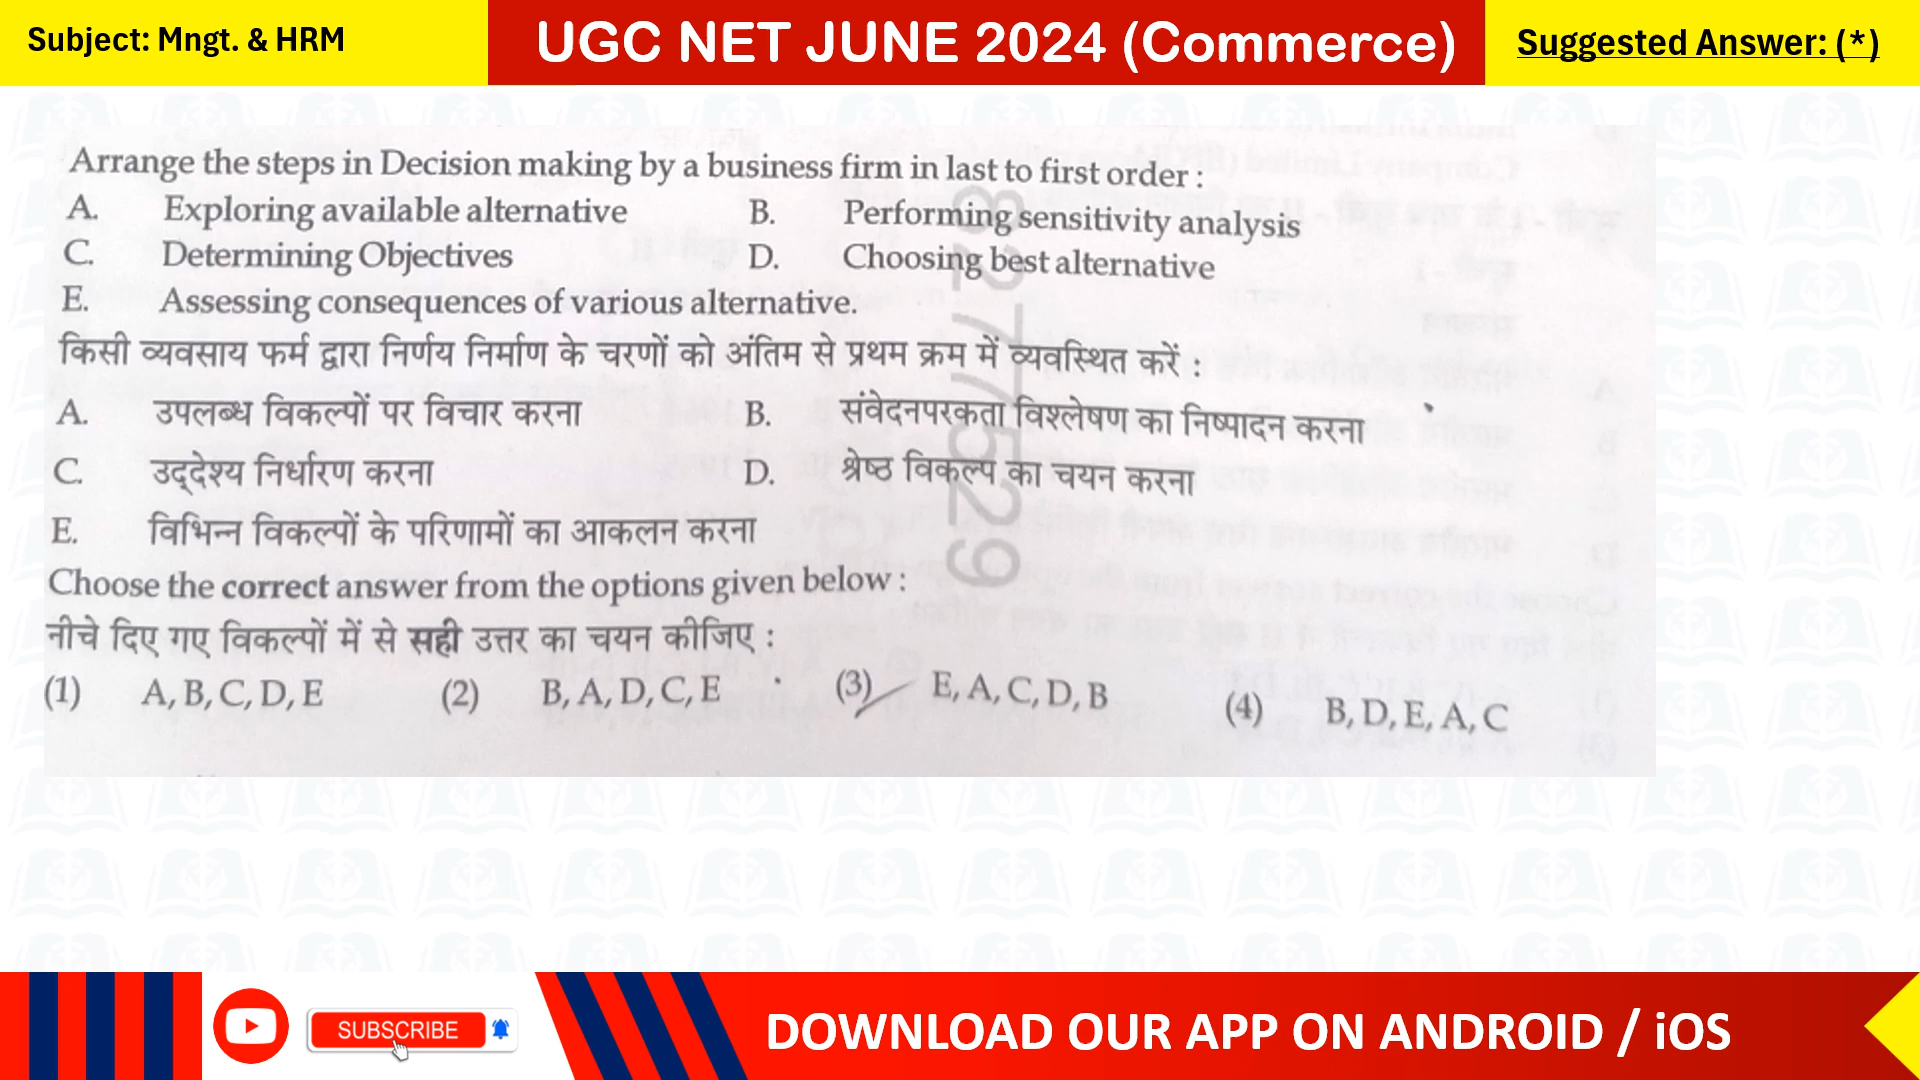 Subject: Mngt. & HRM
UGC NET JUNE 2024 (Commerce)
Suggested Answer: (*)
Arrange the steps in Decision making by a business firm in last to first order :
A. Exploring available alternative B. Performing sensitivity analysis
C. Determining Objectives D. Choosing best alternative
E. Assessing consequences of various alternative.
किसी व्यवसाय फर्म द्वारा निर्णय निर्माण के चरणों को अंतिम से प्रथम क्रम में व्यवस्थित करें :
A. उपलब्ध विकल्पों पर विचार करना B. संवेदनपरकता विश्लेषण का निष्पादन करना
C. उद्देश्य निर्धारण करना D. श्रेष्ठ विकल्प का चयन करना
E. विभिन्न विकल्पों के परिणामों का आकलन करना
Choose the correct answer from the options given below :
नीचे दिए गए विकल्पों में से सही उत्तर का चयन कीजिए :
(1) A, B, C, D, E (2) B, A, D, C, E (3) E, A, C, D, B (4) B, D, E, A, C
SUBSCRIBE
DOWNLOAD OUR APP ON ANDROID / iOS